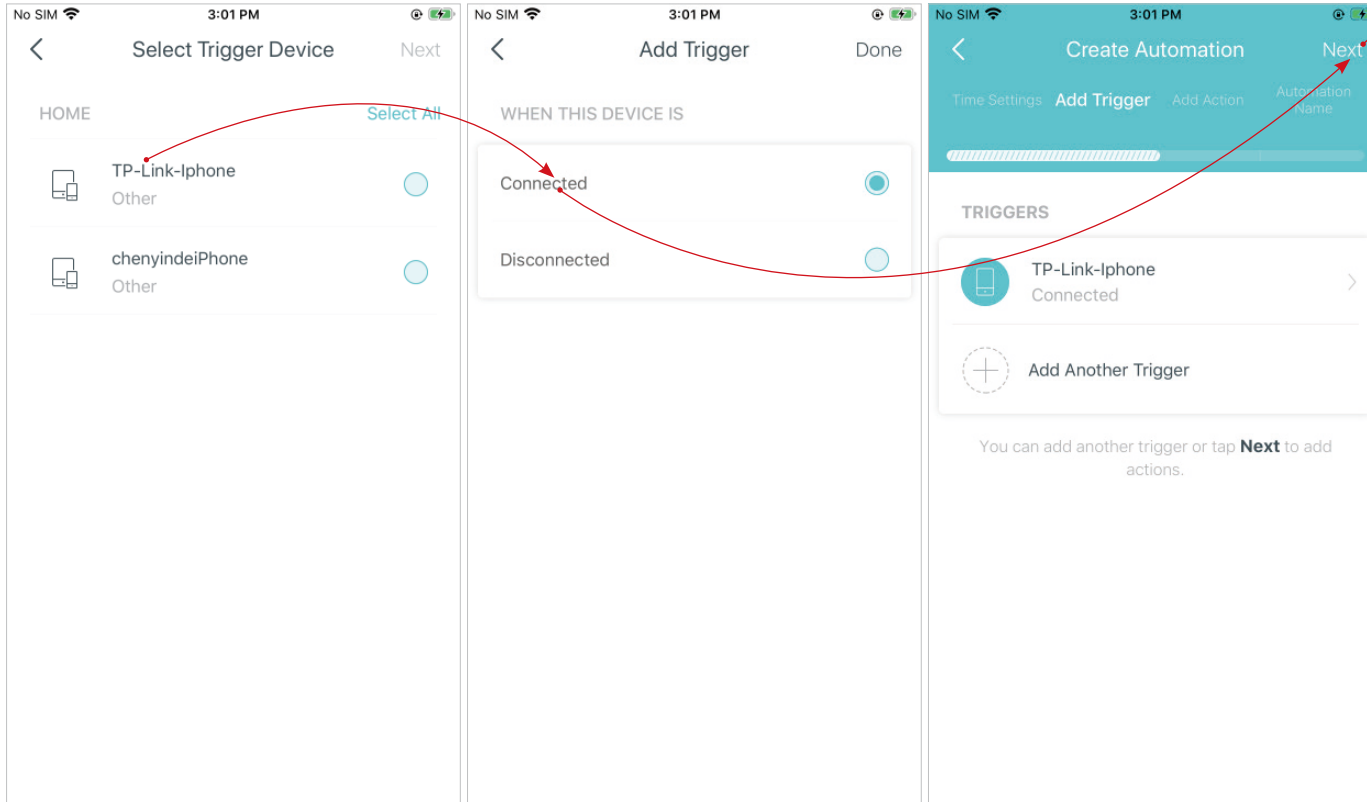 No SIM 3:01 PM
Select Trigger Device Next
HOME Select All
TP-Link-Iphone
Other
chenyindeiPhone
Other
No SIM 3:01 PM
Add Trigger Done
WHEN THIS DEVICE IS
Connected
Disconnected
No SIM 3:01 PM
Create Automation Next
Time Settings Add Trigger Add Action Automation
Name
TRIGGERS
TP-Link-Iphone
Connected
Add Another Trigger
You can add another trigger or tap Next to add
actions.